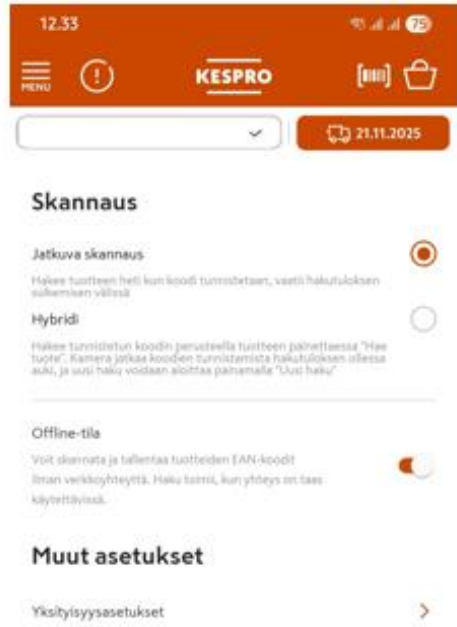 12.33
75
MENU
KESPRO
21.11.2025
Skannaus
Jatkuva skannaus
Hakee tuotteen heti kun koodi tunnistetaan, vaatii hakutuloksen
sulkemisen välissä
Hybridi
Hakee tunnistetun koodin perusteella tuotteen painettaessa "Hae
tuote". Kamera jatkaa koodien tunnistamista hakutuloksen ollessa
auki, ja uusi haku voidaan aloittaa painamalla "Uusi haku"
Offline-tila
Voit skannata ja tallentaa tuotteiden EAN-koodit
ilman verkkoyhteyttä. Haku toimii, kun yhteys on taas
käytettävissä.
Muut asetukset
Yksityisyysasetukset